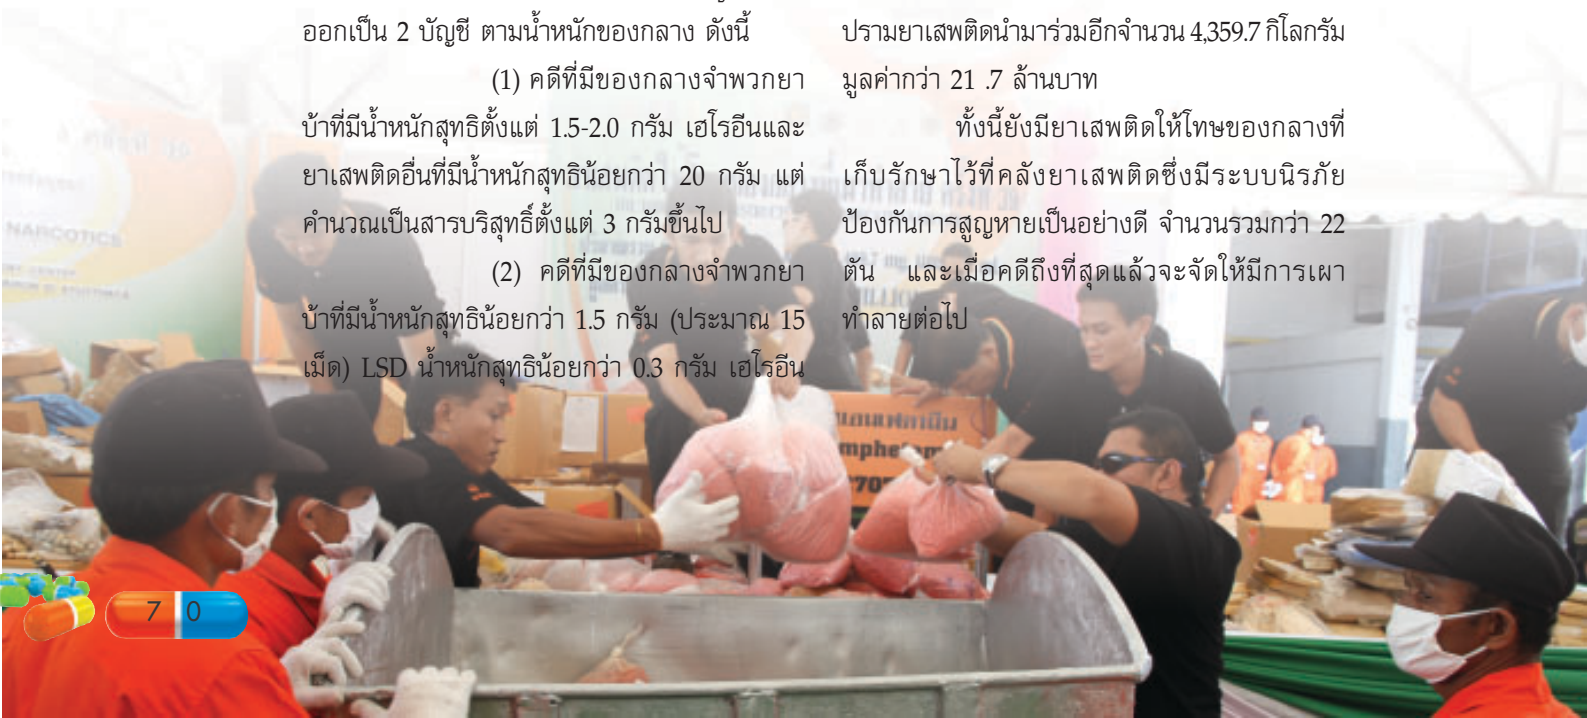 ออกเป็น 2 บัญชี ตามน้ำหนักของกลาง ดังนี้
(1) คดีที่มีของกลางจำพวกยา
บ้าที่มีน้ำหนักสุทธิตั้งแต่ 1.5-2.0 กรัม เฮโรอีนและ
ยาเสพติดอื่นที่มีน้ำหนักสุทธิน้อยกว่า 20 กรัม แต่
คำนวณเป็นสารบริสุทธิ์ตั้งแต่ 3 กรัมขึ้นไป
(2) คดีที่มีของกลางจำพวกยา
บ้าที่มีน้ำหนักสุทธิน้อยกว่า 1.5 กรัม (ประมาณ 15
เม็ด) LSD น้ำหนักสุทธิน้อยกว่า 0.3 กรัม เฮโรอีน
ปรามยาเสพติดนำมาร่วมอีกจำนวน 4,359.7 กิโลกรัม
มูลค่ากว่า 21 .7 ล้านบาท
ทั้งนี้ยังมียาเสพติดให้โทษของกลางที่
เก็บรักษาไว้ที่คลังยาเสพติดซึ่งมีระบบนิรภัย
ป้องกันการสูญหายเป็นอย่างดี จำนวนรวมกว่า 22
ตัน และเมื่อคดีถึงที่สุดแล้วจะจัดให้มีการเผา
ทำลายต่อไป
NARCOTICS
7 0